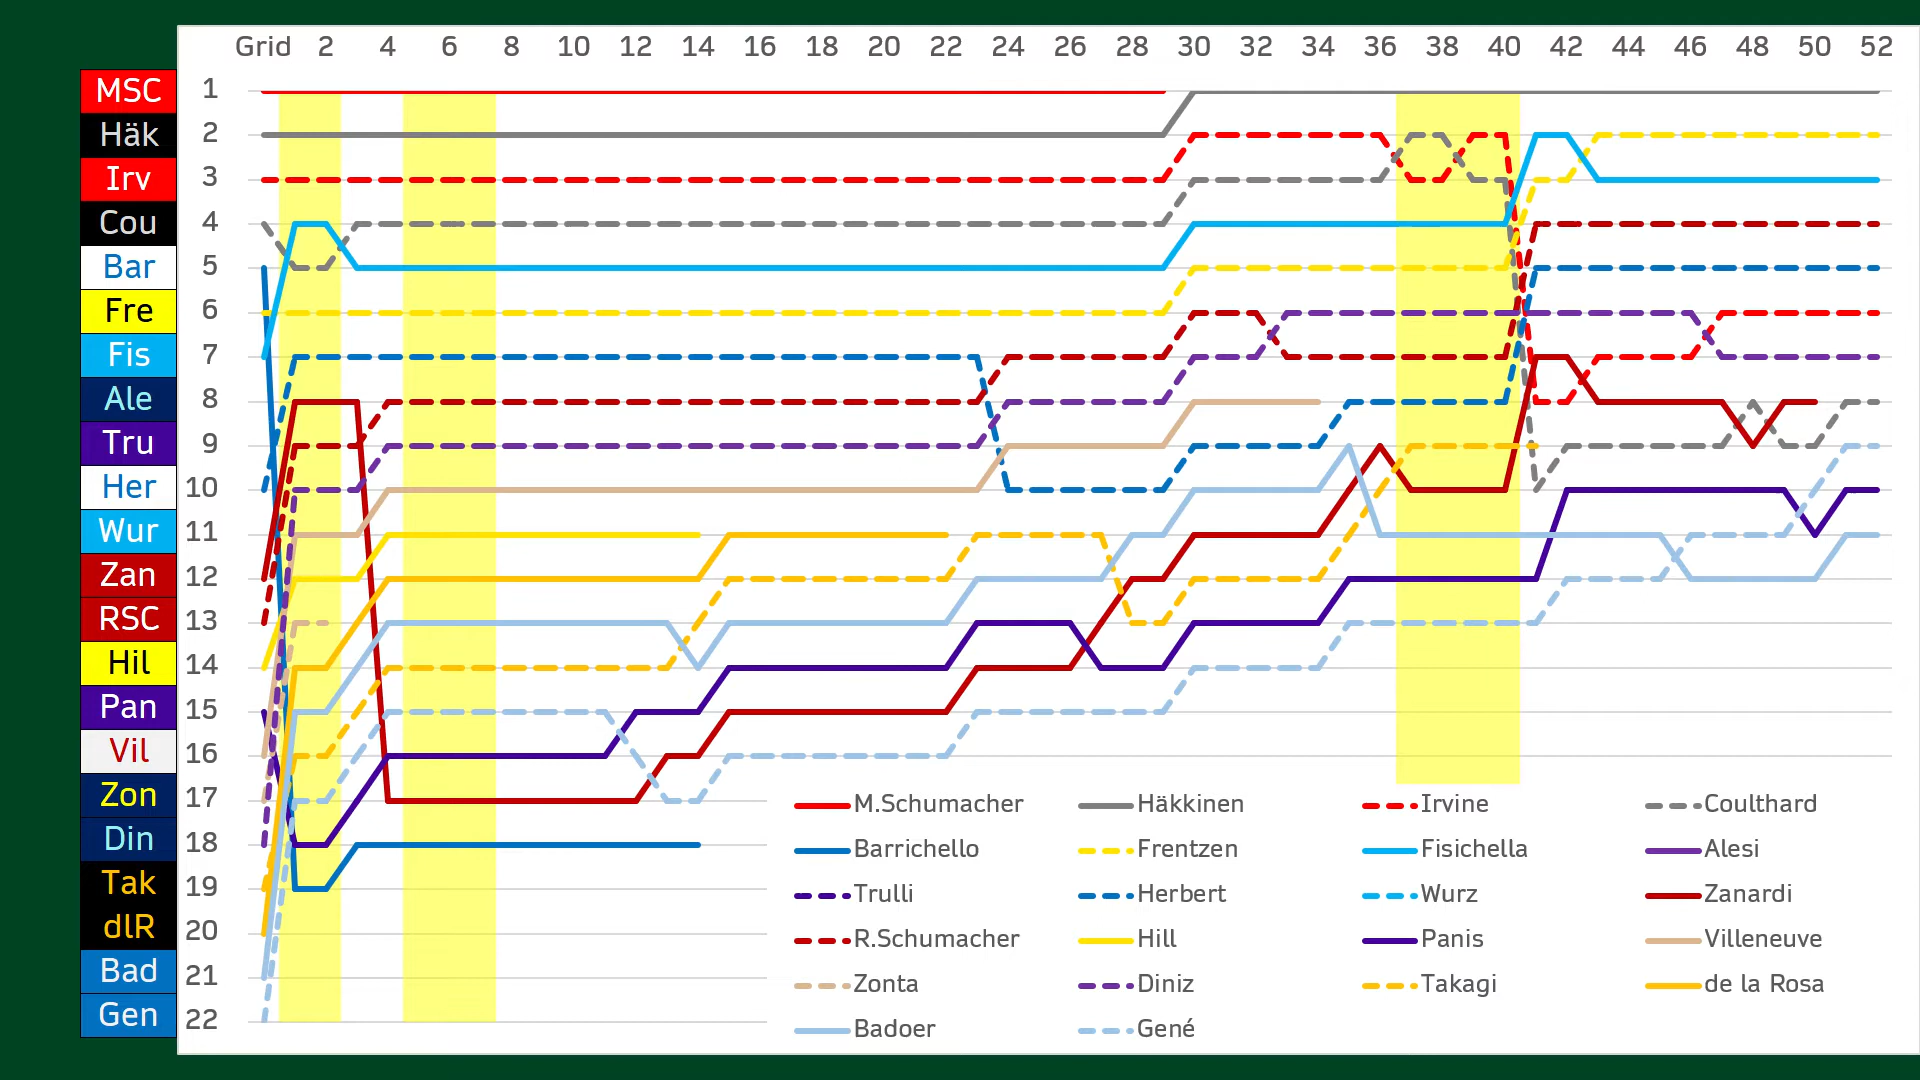 Grid 2 4 6 8 10 12 14 16 18 20 22 24 26 28 30 32 34 36 38 40 42 44 46 48 50 52
MSC 1
Häk 2
Irv 3
Cou 4
Bar 5
Fre 6
Fis 7
Ale 8
Tru 9
Her 10
Wur 11
Zan 12
RSC 13
Hil 14
Pan 15
Vil 16
Zon 17
Din 18
Tak 19
dlR 20
Bad 21
Gen 22
M.Schumacher Häkkinen Irvine Coulthard
Barrichello Frentzen Fisichella Alesi
Trulli Herbert Wurz Zanardi
R.Schumacher Hill Panis Villeneuve
Zonta Diniz Takagi de la Rosa
Badoer Gené